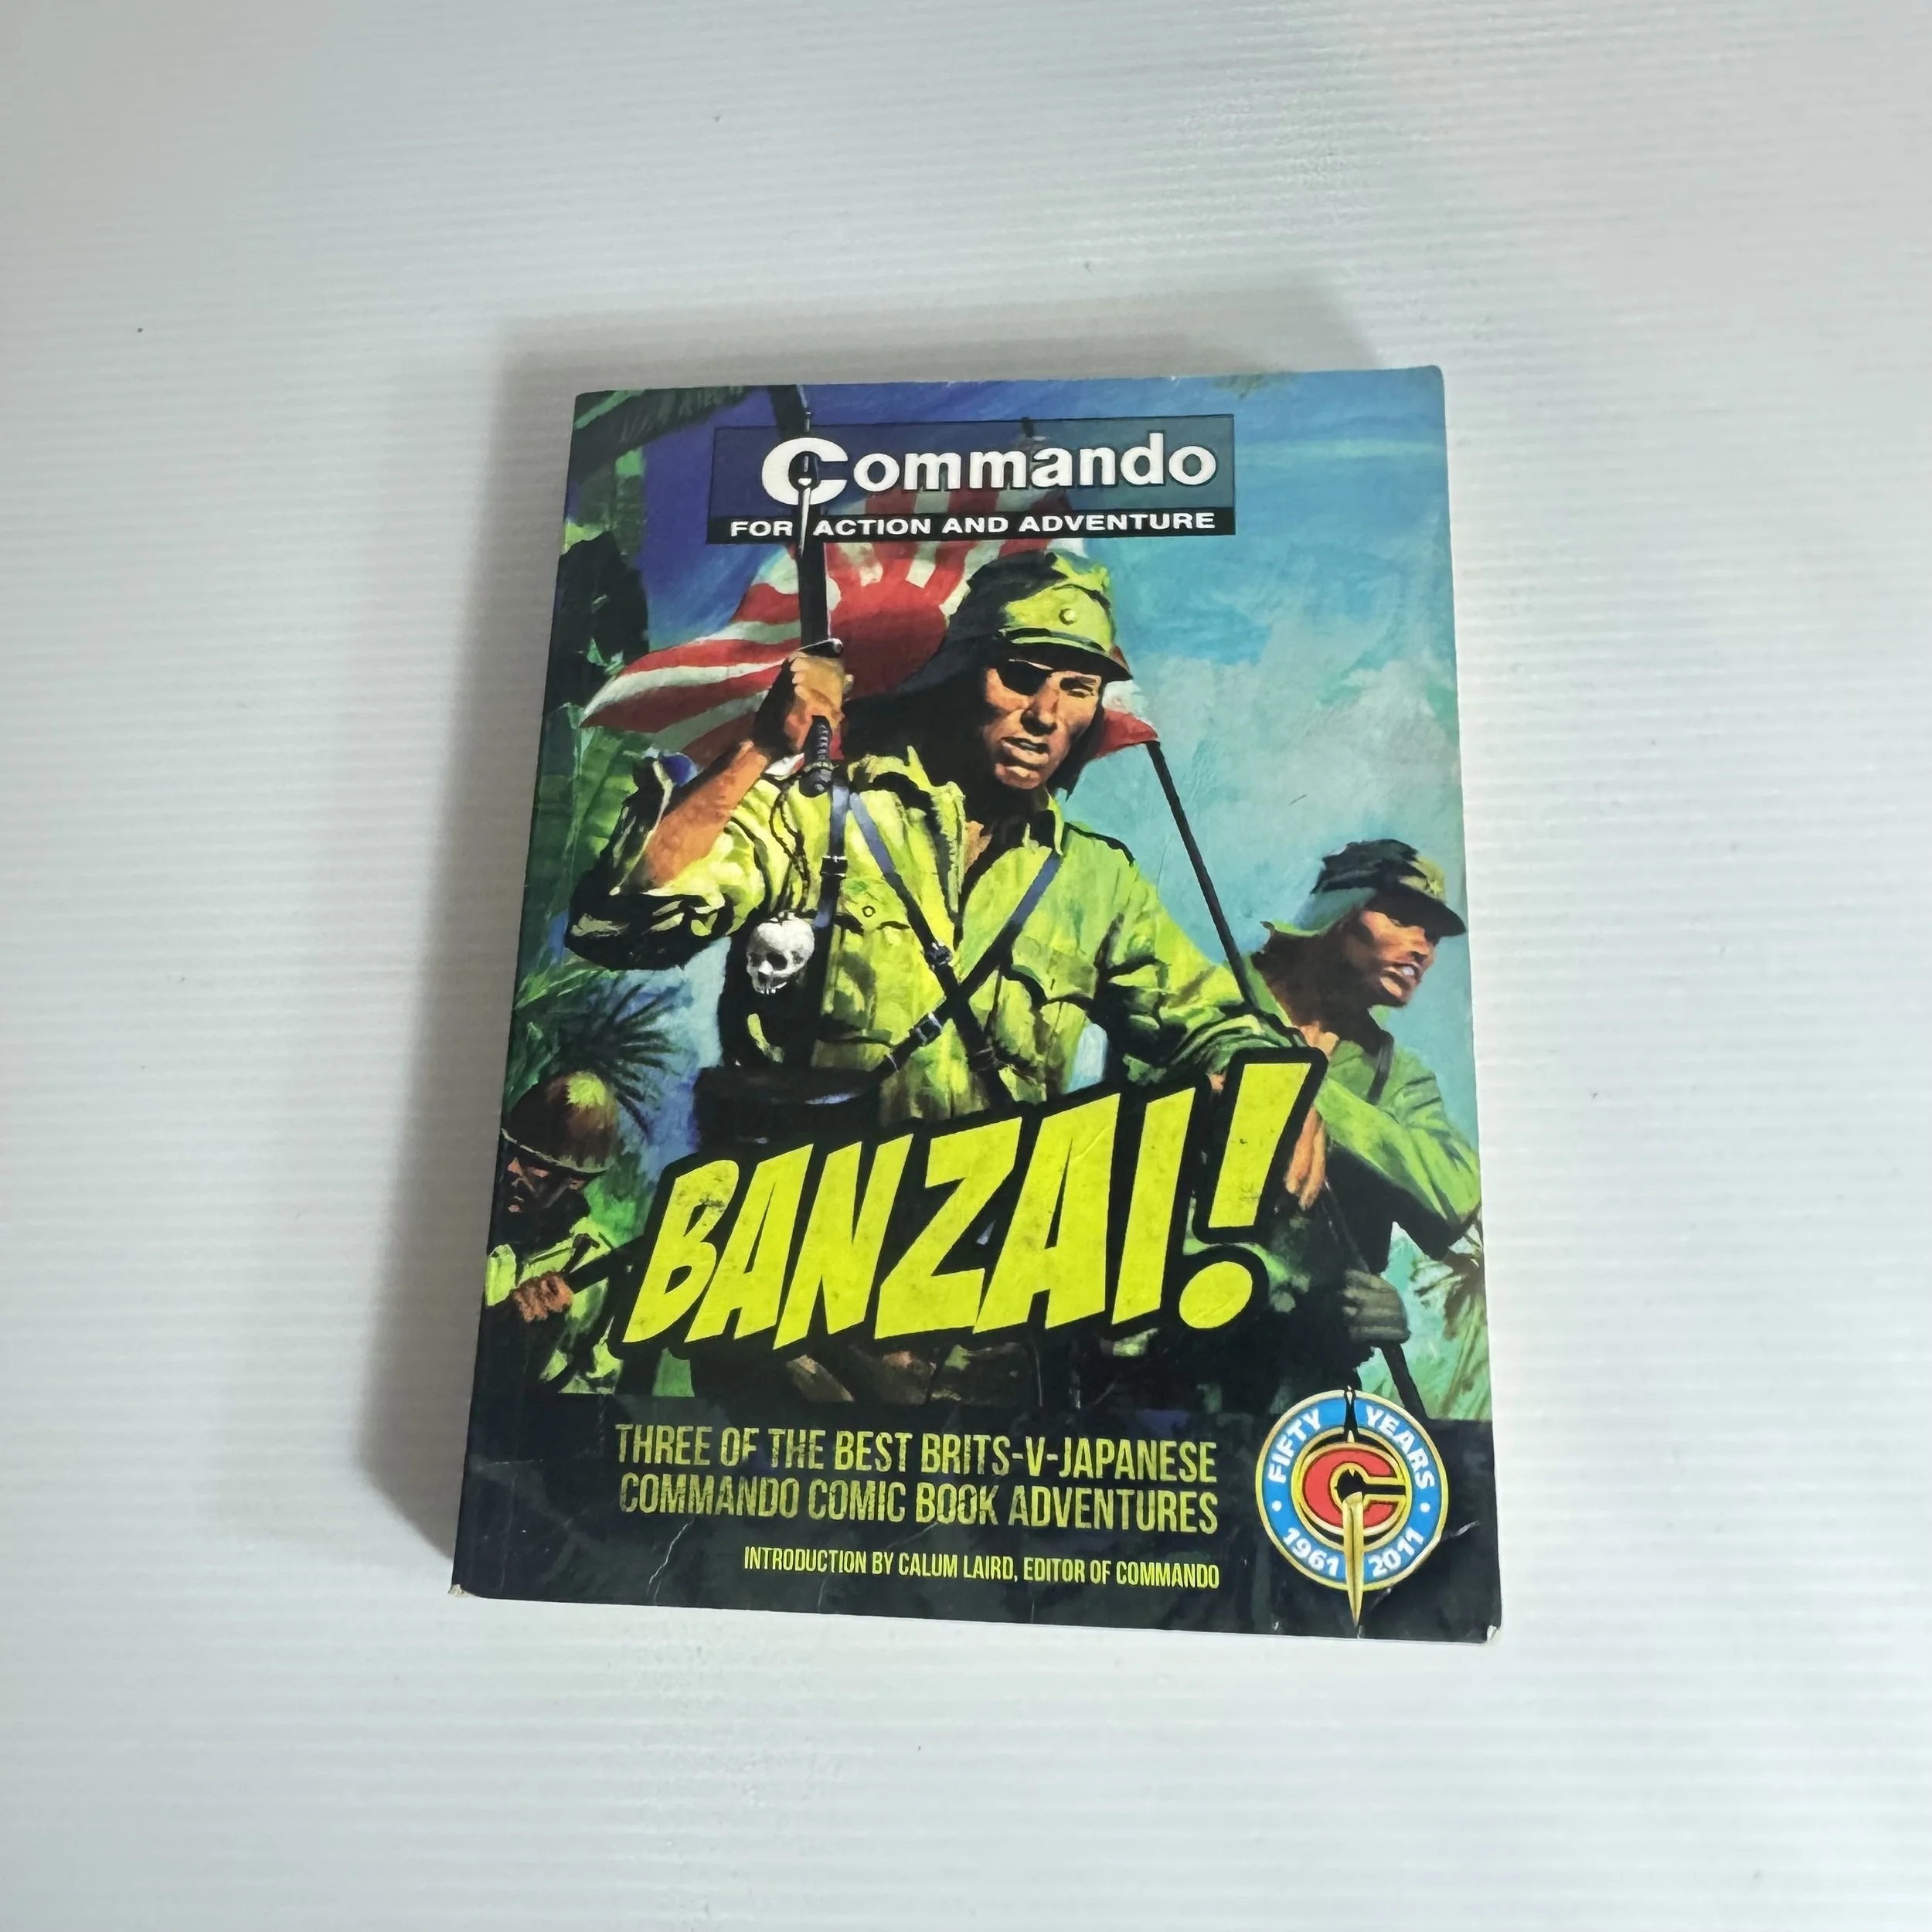 Commando
FOR ACTION AND ADVENTURE
BANZAI!
THREE OF THE BEST BRITS-V-JAPANESE
COMMANDO COMIC BOOK ADVENTURES
INTRODUCTION BY CALUM LAIRD, EDITOR OF COMMANDO
FIFTY YEARS
C
1961 2011